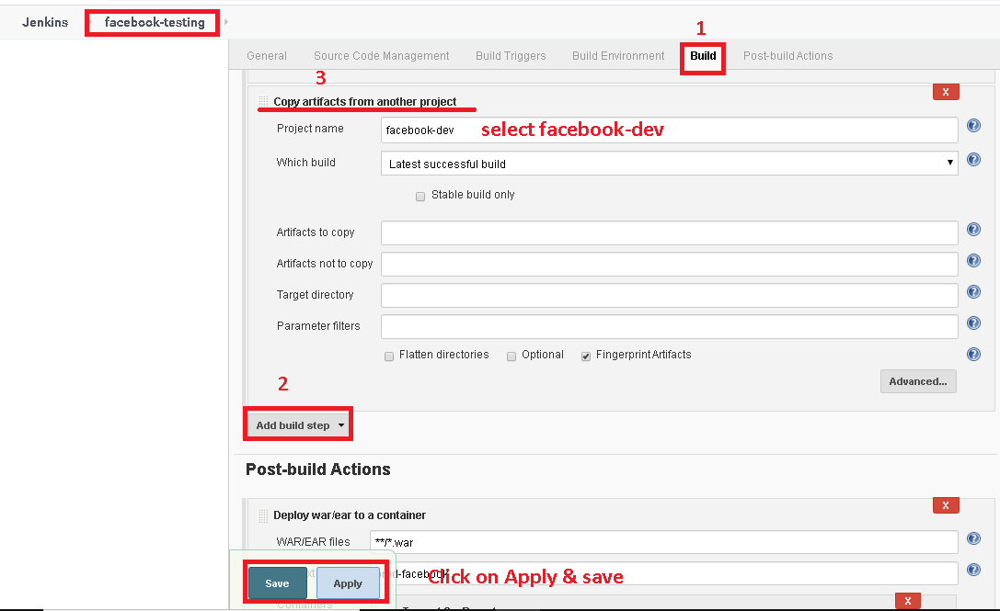 Jenkins facebook-testing
1
General Source Code Management Build Triggers Build Environment Build Post-build Actions
3
X
Copy artifacts from another project
Project name facebook-dev select facebook-dev
Which build Latest successful build
Stable build only
Artifacts to copy
Artifacts not to copy
Target directory
Parameter filters
Flatten directories Optional Fingerprint Artifacts
Advanced...
2
Add build step
Post-build Actions
X
Deploy war/ear to a container
WAR/EAR files **/*.war
Save Apply d-facebook Click on Apply & save
X
Containers